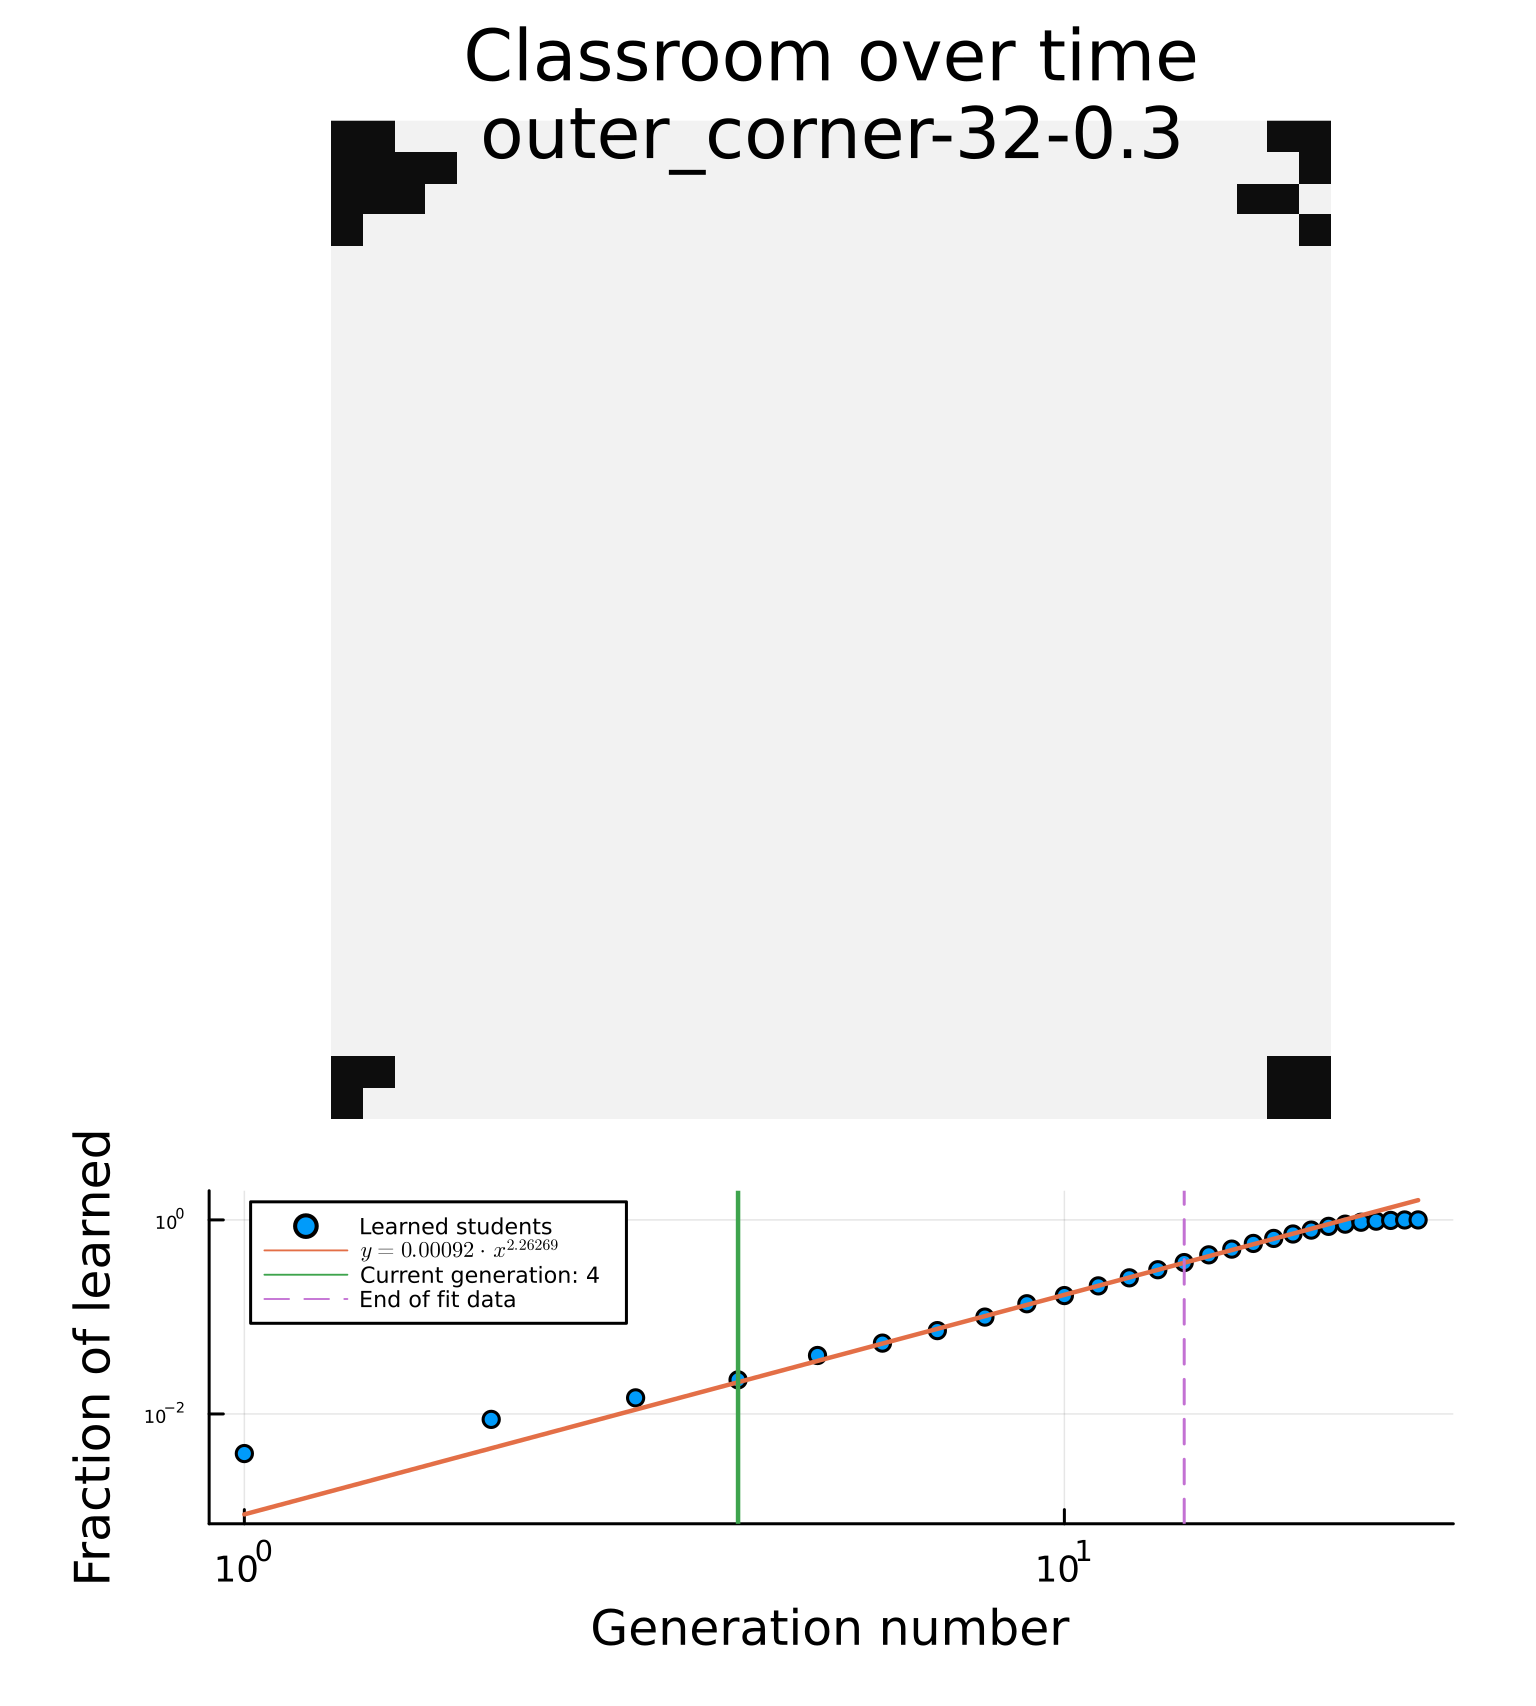 Classroom over time
outer_corner-32-0.3
Fraction of learned
10^0
10^−2
Learned students
y = 0.00092 · x^2.26269
Current generation: 4
End of fit data
10^0
10^1
Generation number